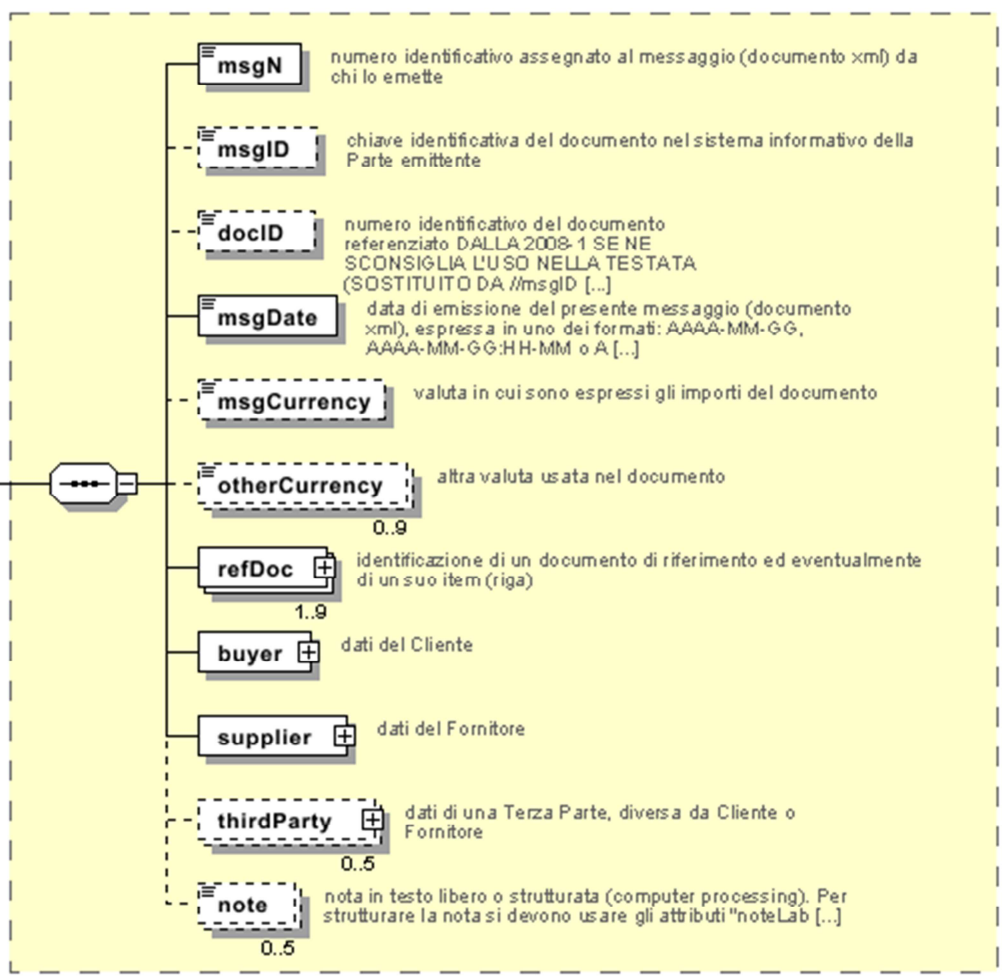 msgN
numero identificativo assegnato al messaggio (documento xml) da
chi lo emette
msgID
chiave identificativa del documento nel sistema informativo della
Parte emittente
docID
numero identificativo del documento
referenziato DALLA 2008-1 SE NE
SCONSIGLIA L'USO NELLA TESTATA
(SOSTITUITO DA //msgID [...]
msgDate
data di emissione del presente messaggio (documento
xml), espressa in uno dei formati: AAAA-MM-GG,
AAAA-MM-GG:HH-MM o A [...]
msgCurrency
valuta in cui sono espressi gli importi del documento
otherCurrency
altra valuta usata nel documento
0..9
refDoc
identificazione di un documento di riferimento ed eventualmente
di un suo item (riga)
1..9
buyer
dati del Cliente
supplier
dati del Fornitore
thirdParty
dati di una Terza Parte, diversa da Cliente o
Fornitore
0..5
note
nota in testo libero o strutturata (computer processing). Per
strutturare la nota si devono usare gli attributi "noteLab [...]
0..5